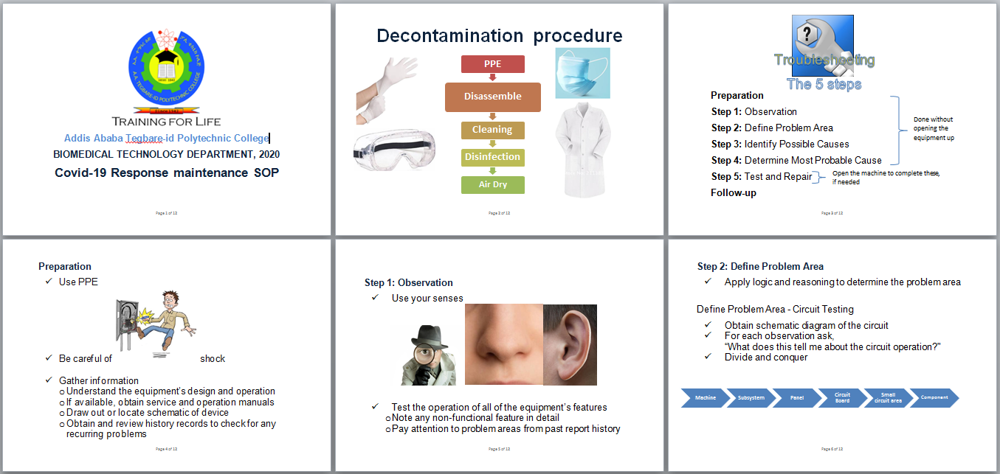 TRAINING FOR LIFE
Addis Ababa Tegbare-id Polytechnic College
BIOMEDICAL TECHNOLOGY DEPARTMENT, 2020
Covid-19 Response maintenance SOP
Page 1 of 12
Decontamination procedure
PPE
Disassemble
Cleaning
Disinfection
Air Dry
Page 2 of 12
?
Troubleshooting
The 5 steps
Preparation
Step 1: Observation
Step 2: Define Problem Area
Step 3: Identify Possible Causes
Step 4: Determine Most Probable Cause
Step 5: Test and Repair
Follow-up
Done without
opening the
equipment up
Open the machine to complete these,
if needed
Page 3 of 12
Preparation
✓ Use PPE
✓ Be careful of shock
✓ Gather information
o Understand the equipment's design and operation
o If available, obtain service and operation manuals
o Draw out or locate schematic of device
o Obtain and review history records to check for any
recurring problems
Page 4 of 12
Step 1: Observation
✓ Use your senses
✓ Test the operation of all of the equipment's features
o Note any non-functional feature in detail
o Pay attention to problem areas from past report history
Page 5 of 12
Step 2: Define Problem Area
✓ Apply logic and reasoning to determine the problem area
Define Problem Area - Circuit Testing
✓ Obtain schematic diagram of the circuit
✓ For each observation ask,
"What does this tell me about the circuit operation?"
✓ Divide and conquer
Machine
Subsystem
Panel
Circuit
Board
Small
circuit area
Component
Page 6 of 12